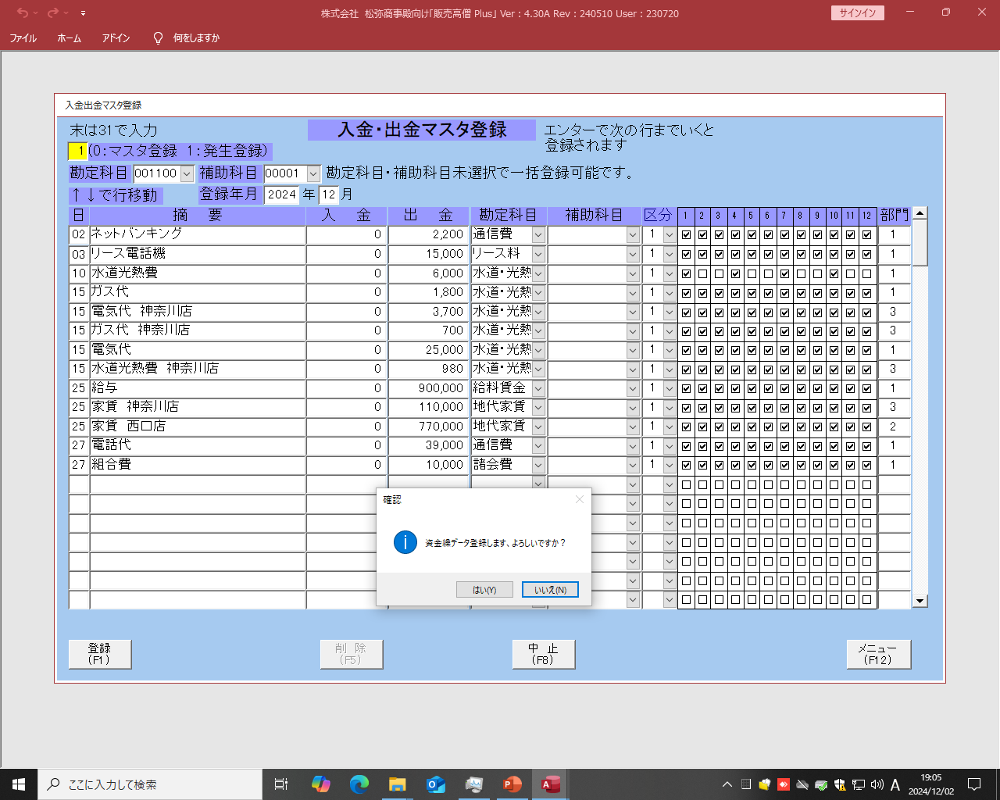 株式会社 松弥商事殿向け「販売高僧 Plus」 Ver : 4.30A Rev : 240510 User : 230720
サインイン
ファイル ホーム アドイン 何をしますか
入金出金マスタ登録
末は31で入力 入金・出金マスタ登録 エンターで次の行までいくと
登録されます
1 (0:マスタ登録 1:発生登録)
勘定科目 001100 補助科目 00001 勘定科目・補助科目未選択で一括登録可能です。
↑↓で行移動 登録年月 2024 年 12 月
日 摘 要 入 金 出 金 勘定科目 補助科目 区分 1 2 3 4 5 6 7 8 9 10 11 12 部門
02 ネットバンキング 0 2,200 通信費 1 1
03 リース電話機 0 15,000 リース料 1 1
10 水道光熱費 0 6,000 水道・光熱 1 1
15 ガス代 0 1,800 水道・光熱 1 1
15 電気代 神奈川店 0 3,700 水道・光熱 1 3
15 ガス代 神奈川店 0 700 水道・光熱 1 3
15 電気代 0 25,000 水道・光熱 1 1
15 水道光熱費 神奈川店 0 980 水道・光熱 1 3
25 給与 0 900,000 給料賃金 1 1
25 家賃 神奈川店 0 110,000 地代家賃 1 3
25 家賃 西口店 0 770,000 地代家賃 1 2
27 電話代 0 39,000 通信費 1 1
27 組合費 0 10,000 諸会費 1 1
確認
資金繰データ登録します、よろしいですか?
はい(Y) いいえ(N)
登録
(F1)
削 除
(F5)
中 止
(F8)
メニュー
(F12)
ここに入力して検索
A
19:05
2024/12/02